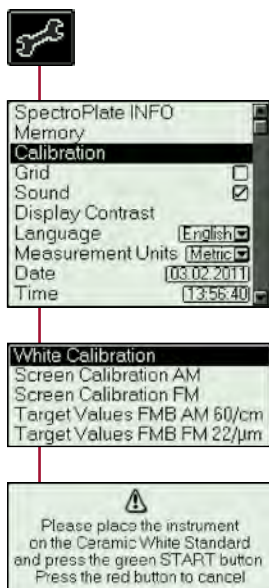 SpectroPlate INFO
Memory
Calibration
Grid
Sound
Display Contrast
Language English
Measurement Units Metric
Date 03.02.2011
Time 13:56:40
White Calibration
Screen Calibration AM
Screen Calibration FM
Target Values FMB AM 60/cm
Target Values FMB FM 22/µm
Please place the instrument
on the Ceramic White Standard
and press the green START button
Press the red button to cancel